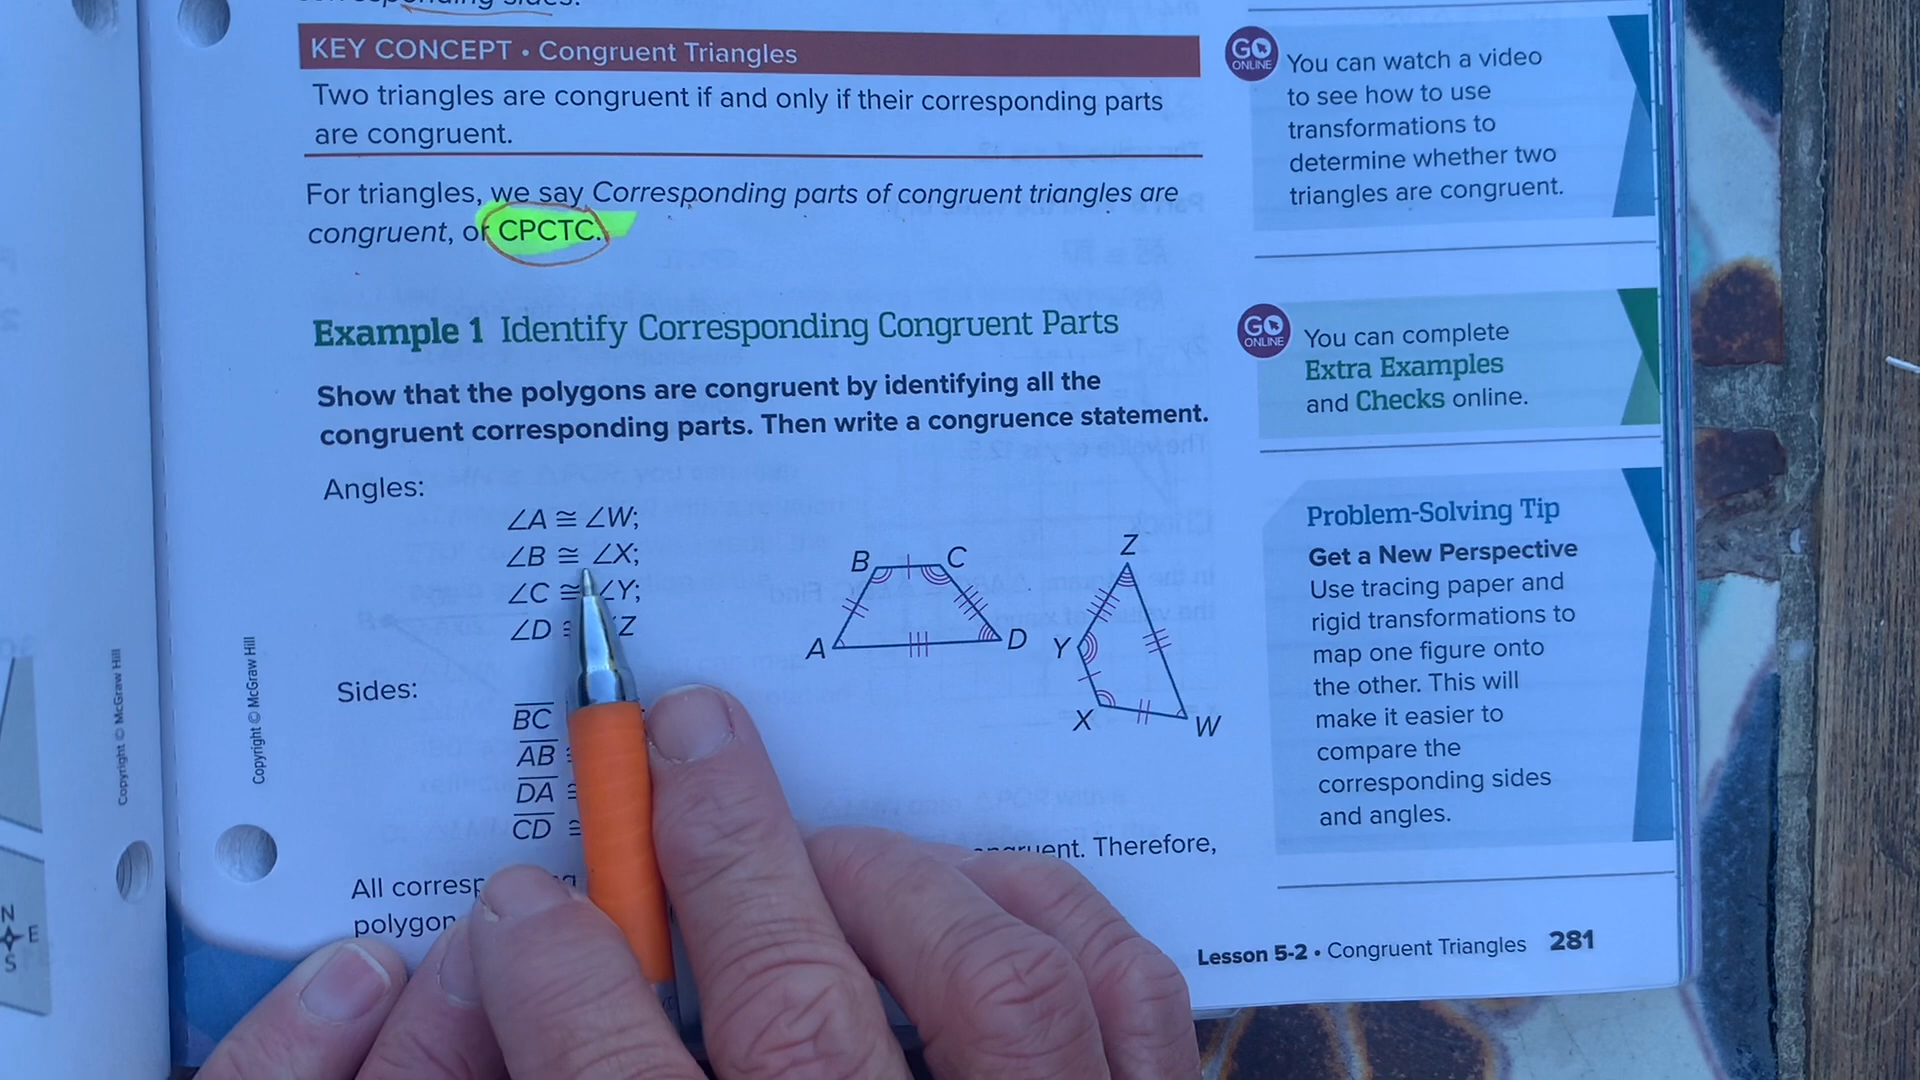 KEY CONCEPT • Congruent Triangles
Two triangles are congruent if and only if their corresponding parts
are congruent.
For triangles, we say Corresponding parts of congruent triangles are
congruent, or CPCTC.
Example 1 Identify Corresponding Congruent Parts
Show that the polygons are congruent by identifying all the
congruent corresponding parts. Then write a congruence statement.
Angles:
∠A ≅ ∠W;
∠B ≅ ∠X;
∠C ≅ ∠Y;
∠D Z
B C
A D
Z
Y
X W
Sides:
BC
AB
DA ≅
CD ≅
All
Therefore,
GO ONLINE
You can watch a video
to see how to use
transformations to
determine whether two
triangles are congruent.
GO ONLINE
You can complete
Extra Examples
and Checks online.
Problem-Solving Tip
Get a New Perspective
Use tracing paper and
rigid transformations to
map one figure onto
the other. This will
make it easier to
compare the
corresponding sides
and angles.
Lesson 5-2 • Congruent Triangles 281
Copyright © McGraw Hill
Copyright © McGraw Hill
N
E
S